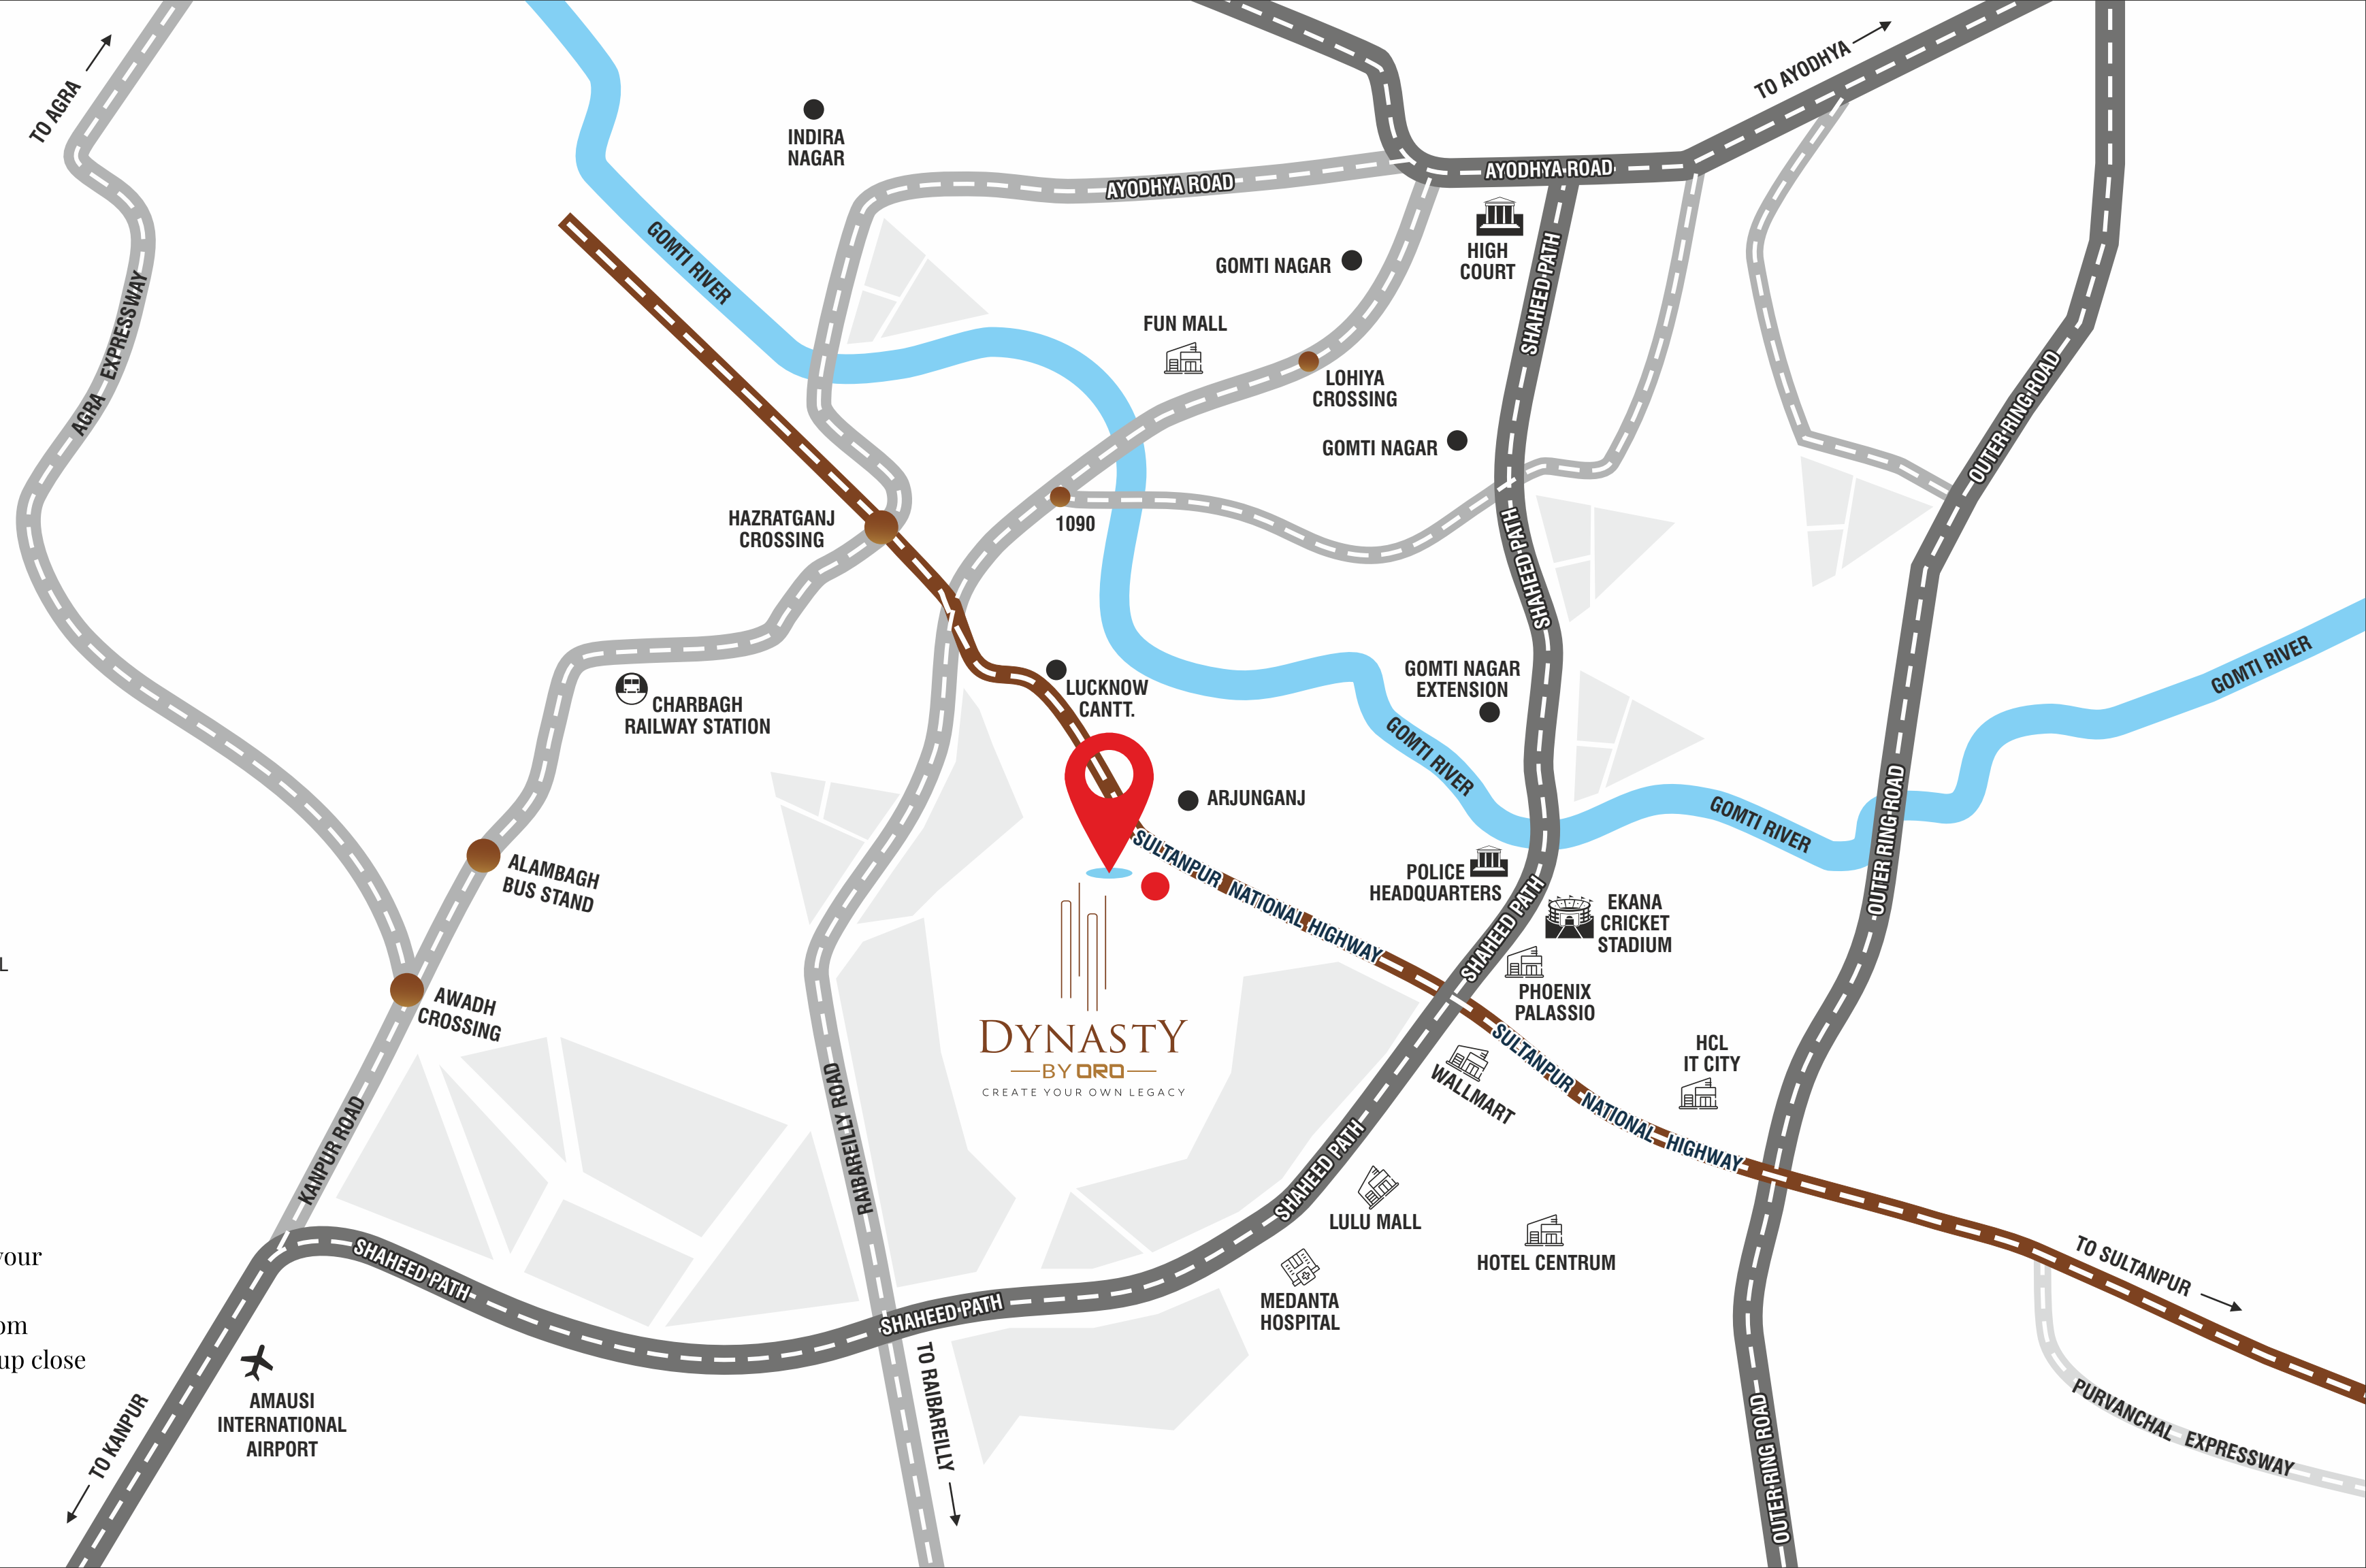 TO AGRA
TO AYODHYA
INDIRA
NAGAR
AYODHYA ROAD
AYODHYA ROAD
GOMTI RIVER
HIGH
COURT
SHAHEED PATH
GOMTI NAGAR
FUN MALL
AGRA EXPRESSWAY
LOHIYA
CROSSING
OUTER RING ROAD
GOMTI NAGAR
HAZRATGANJ
CROSSING
1090
SHAHEED PATH
GOMTI RIVER
LUCKNOW
CANTT.
GOMTI NAGAR
EXTENSION
CHARBAGH
RAILWAY STATION
GOMTI RIVER
ARJUNGANJ
GOMTI RIVER
OUTER RING ROAD
SULTANPUR NATIONAL HIGHWAY
POLICE
HEADQUARTERS
ALAMBAGH
BUS STAND
SHAHEED PATH
EKANA
CRICKET
STADIUM
L
AWADH
CROSSING
PHOENIX
PALASSIO
DYNASTY
BY ORO
CREATE YOUR OWN LEGACY
SULTANPUR NATIONAL HIGHWAY
HCL
IT CITY
WALLMART
KANPUR ROAD
RAIBAREILLY ROAD
SHAHEED PATH
LULU MALL
HOTEL CENTRUM
your
SHAHEED PATH
TO SULTANPUR
MEDANTA
HOSPITAL
SHAHEED PATH
om
up close
TO RAIBAREILLY
AMAUSI
INTERNATIONAL
AIRPORT
TO KANPUR
PURVANCHAL EXPRESSWAY
OUTER RING ROAD